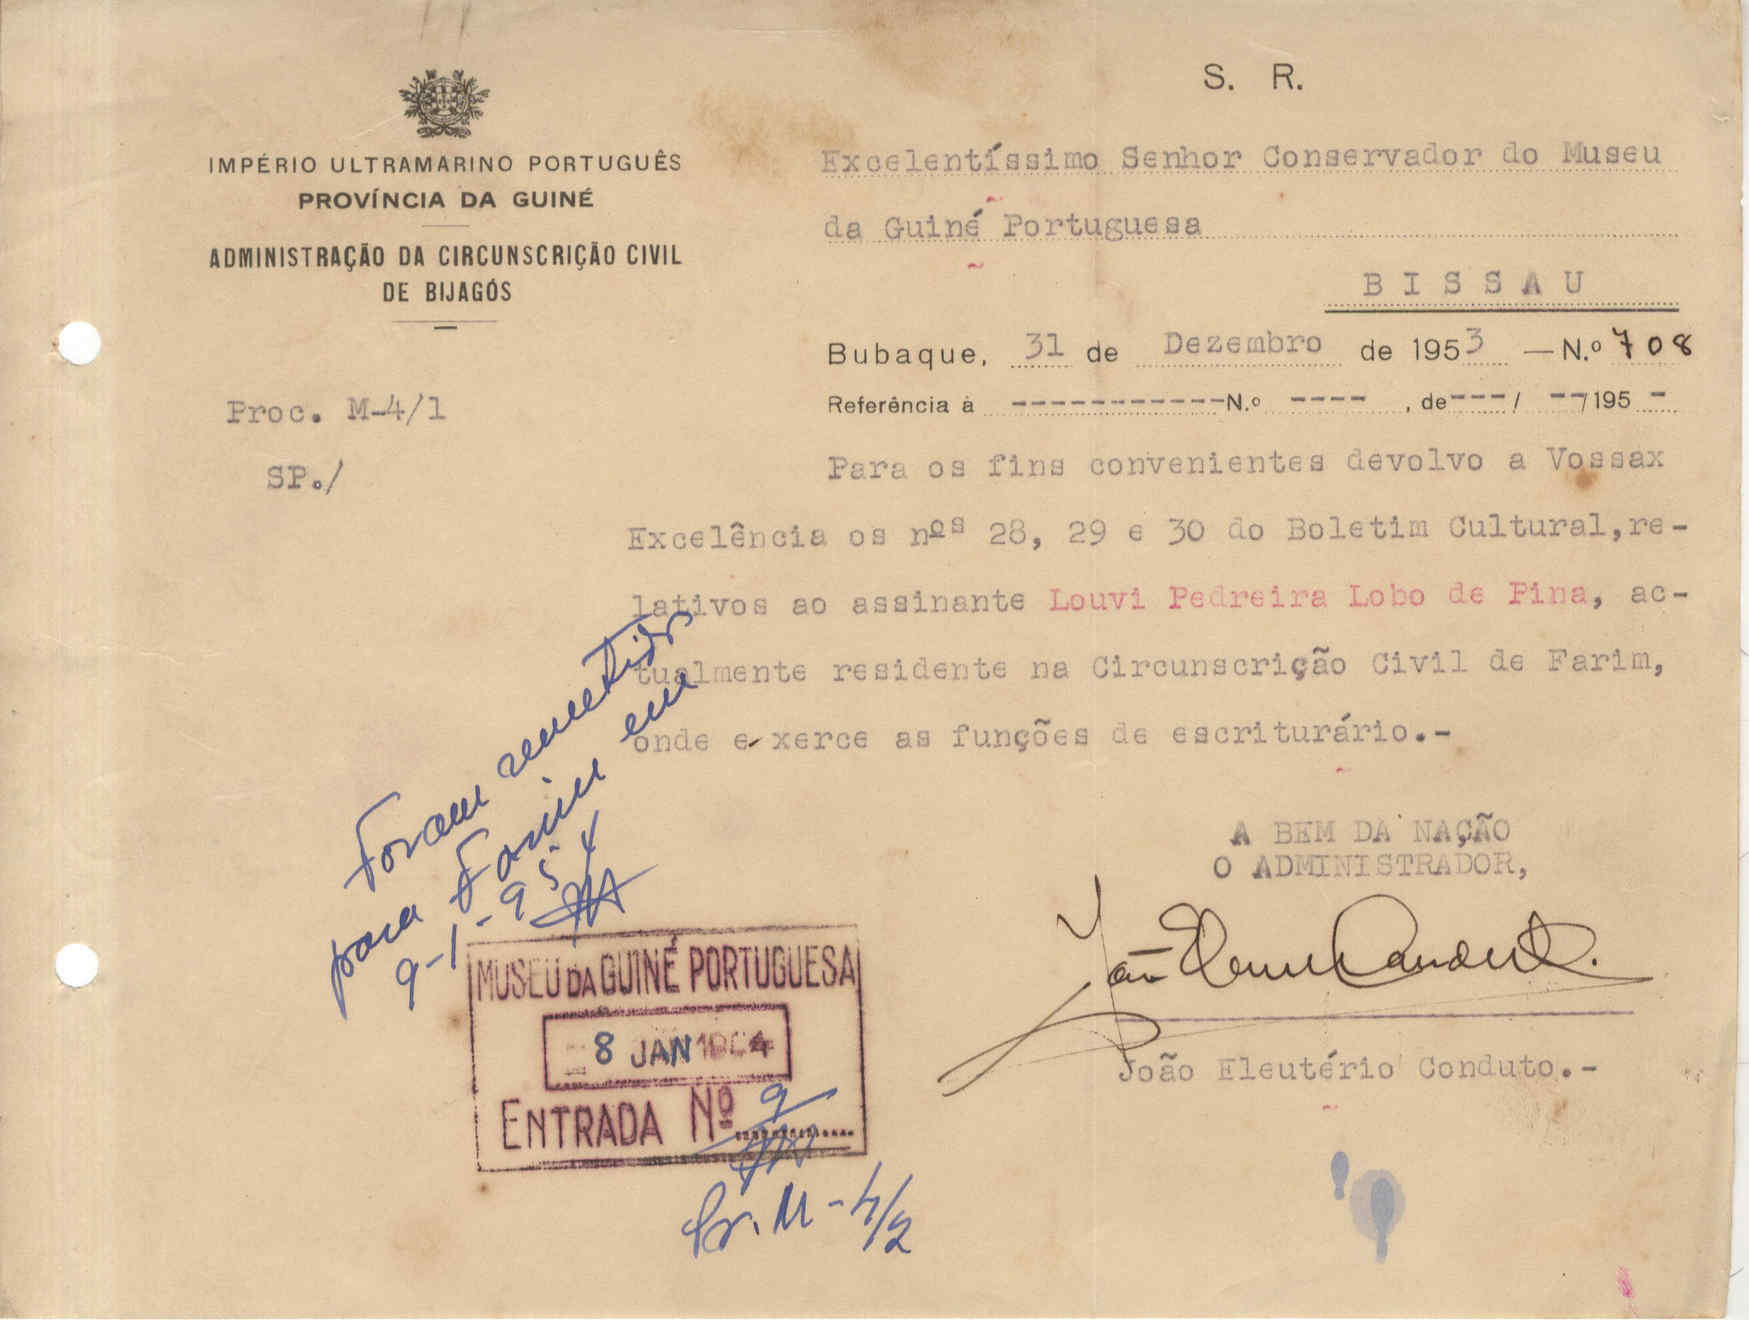 S. R.
IMPÉRIO ULTRAMARINO PORTUGUÊS
PROVÍNCIA DA GUINÉ
ADMINISTRAÇÃO DA CIRCUNSCRIÇÃO CIVIL
DE BIJAGÓS
Excelentíssimo Senhor Conservador do Museu
da Guiné Portuguesa
BISSAU
Bubaque, 31 de Dezembro de 1953 — N.º 708
Referência à ----------- N.º ---- , de --- / -- / 195 -
Proc. M-4/1
SP./
Para os fins convenientes devolvo a Vossax
Excelência os nºs 28, 29 e 30 do Boletim Cultural, re-
lativos ao assinante Louvi Pedreira Lobo de Pina, ac-
tualmente residente na Circunscrição Civil de Farim,
onde e xerce as funções de escriturário.-
Foram remetidos
para Farim em
9-1-954
A BEM DA NAÇÃO
O ADMINISTRADOR,
João Eleutério Conduto.
João Eleutério Conduto.-
MUSEU DA GUINÉ PORTUGUESA
8 JAN 1954
ENTRADA Nº 9
Pr. M-4/2